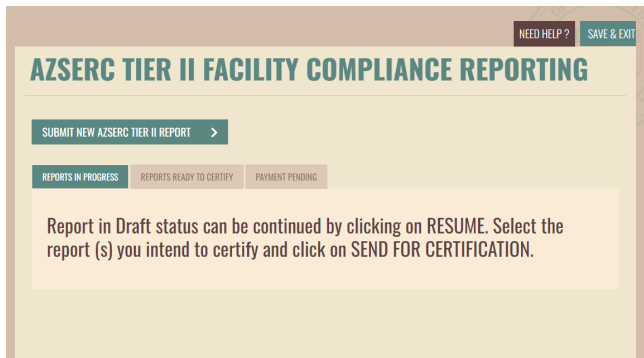 NEED HELP ?
SAVE & EXIT
AZSERC TIER II FACILITY COMPLIANCE REPORTING
SUBMIT NEW AZSERC TIER II REPORT
REPORTS IN PROGRESS
REPORTS READY TO CERTIFY
PAYMENT PENDING
Report in Draft status can be continued by clicking on RESUME. Select the
report (s) you intend to certify and click on SEND FOR CERTIFICATION.